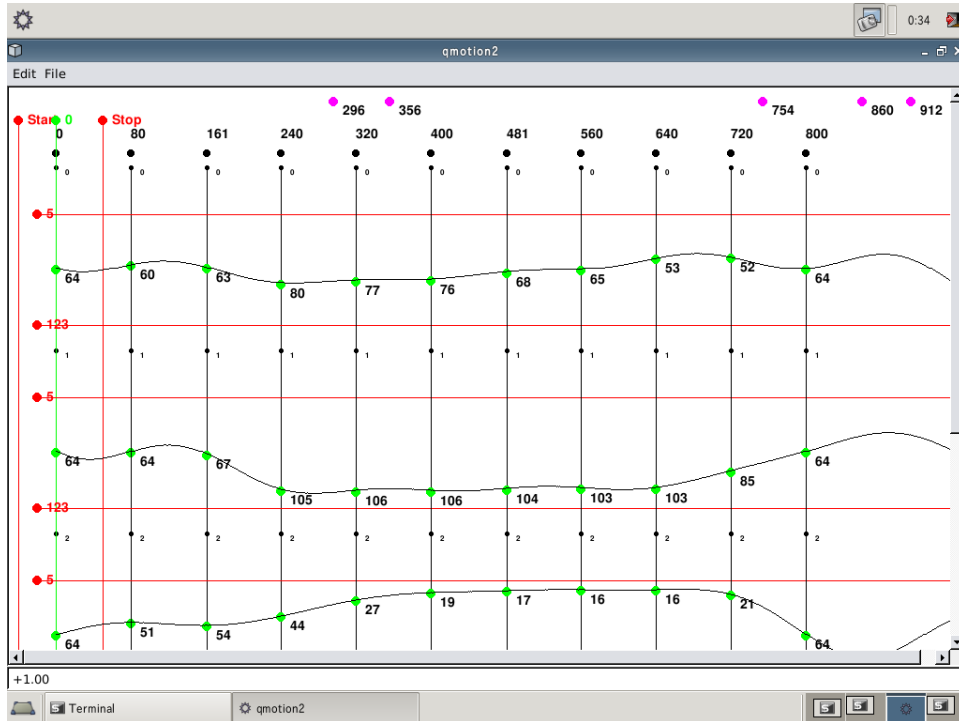 0:34
qmotion2
Edit File
296 356 754 860 912
Start 0 Stop
0 80 161 240 320 400 481 560 640 720 800
0 0 0 0 0 0 0 0 0 0 0
5
64 60 63 80 77 76 68 65 53 52 64
123
1 1 1 1 1 1 1 1 1 1 1
5
64 64 67 105 106 106 104 103 103 85 64
123
2 2 2 2 2 2 2 2 2 2 2
5
64 51 54 44 27 19 17 16 16 21 64
+1.00
Terminal qmotion2